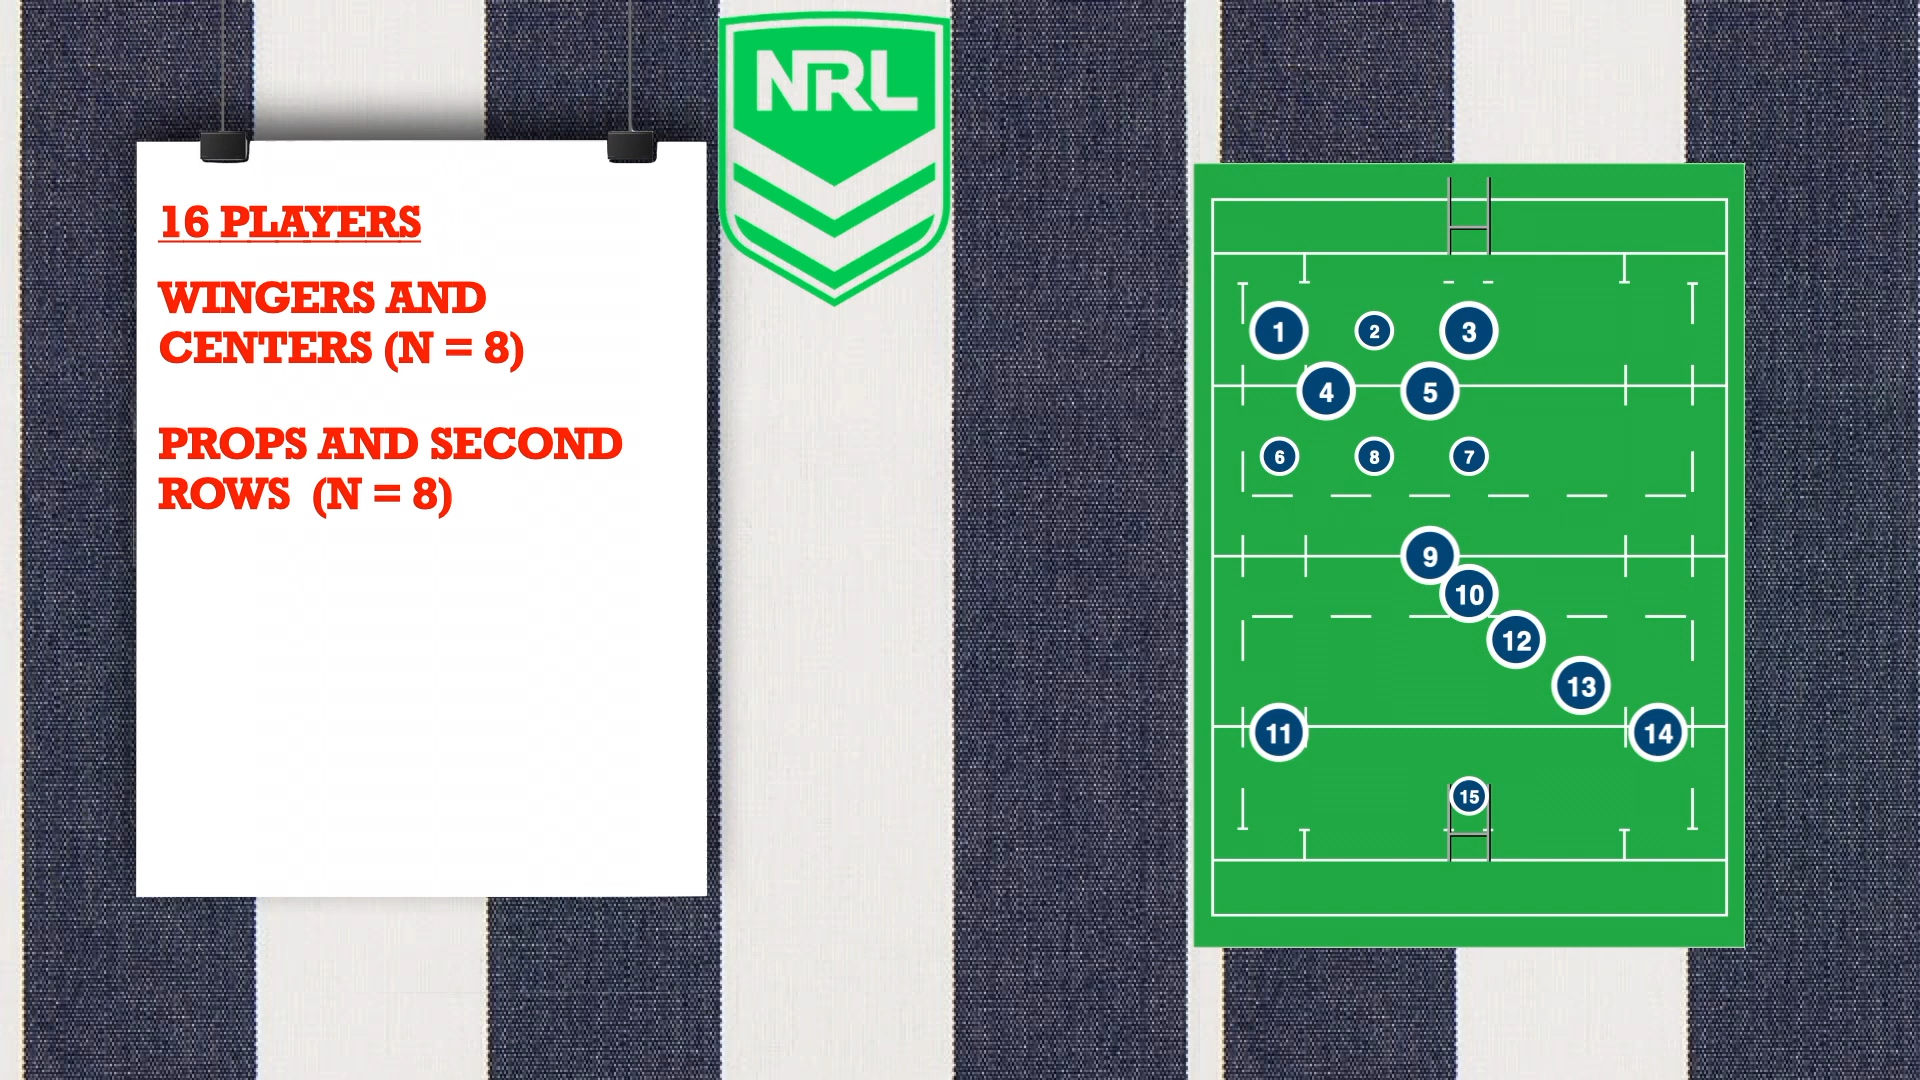 NRL
16 PLAYERS
WINGERS AND
CENTERS (N = 8)
PROPS AND SECOND
ROWS (N = 8)
1 2 3
4 5
6 8 7
9
10
12
13
11 14
15